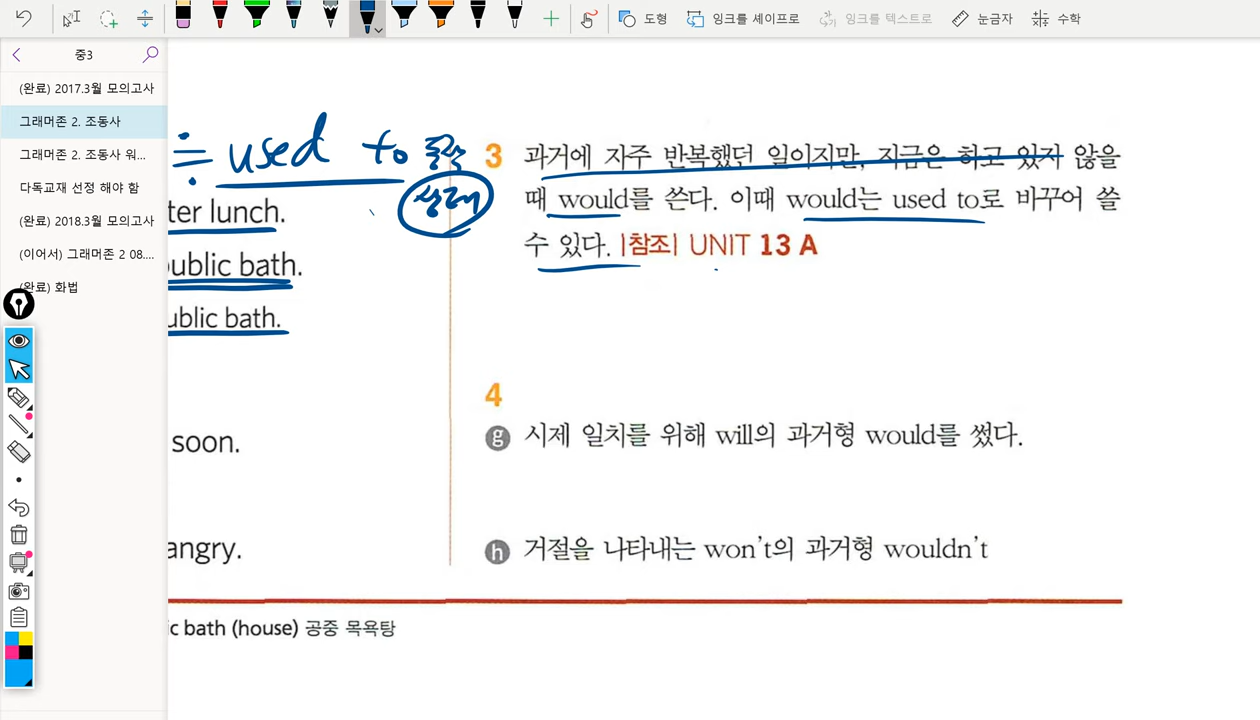 도형
잉크를 셰이프로
잉크를 텍스트로
눈금자
수학
중3
(완료) 2017.3월 모의고사
그래머존 2. 조동사
그래머존 2. 조동사 워...
다독교재 선정 해야 함
(완료) 2018.3월 모의고사
(이어서) 그래머존 2 08....
(완료) 화법
≒ used to 동작
상태
ter lunch.
public bath.
ublic bath.
soon.
angry.
3 과거에 자주 반복했던 일이지만, 지금은 하고 있지 않을
때 would를 쓴다. 이때 would는 used to로 바꾸어 쓸
수 있다. |참조| UNIT 13 A
4
g 시제 일치를 위해 will의 과거형 would를 썼다.
h 거절을 나타내는 won't의 과거형 wouldn't
ic bath (house) 공중 목욕탕